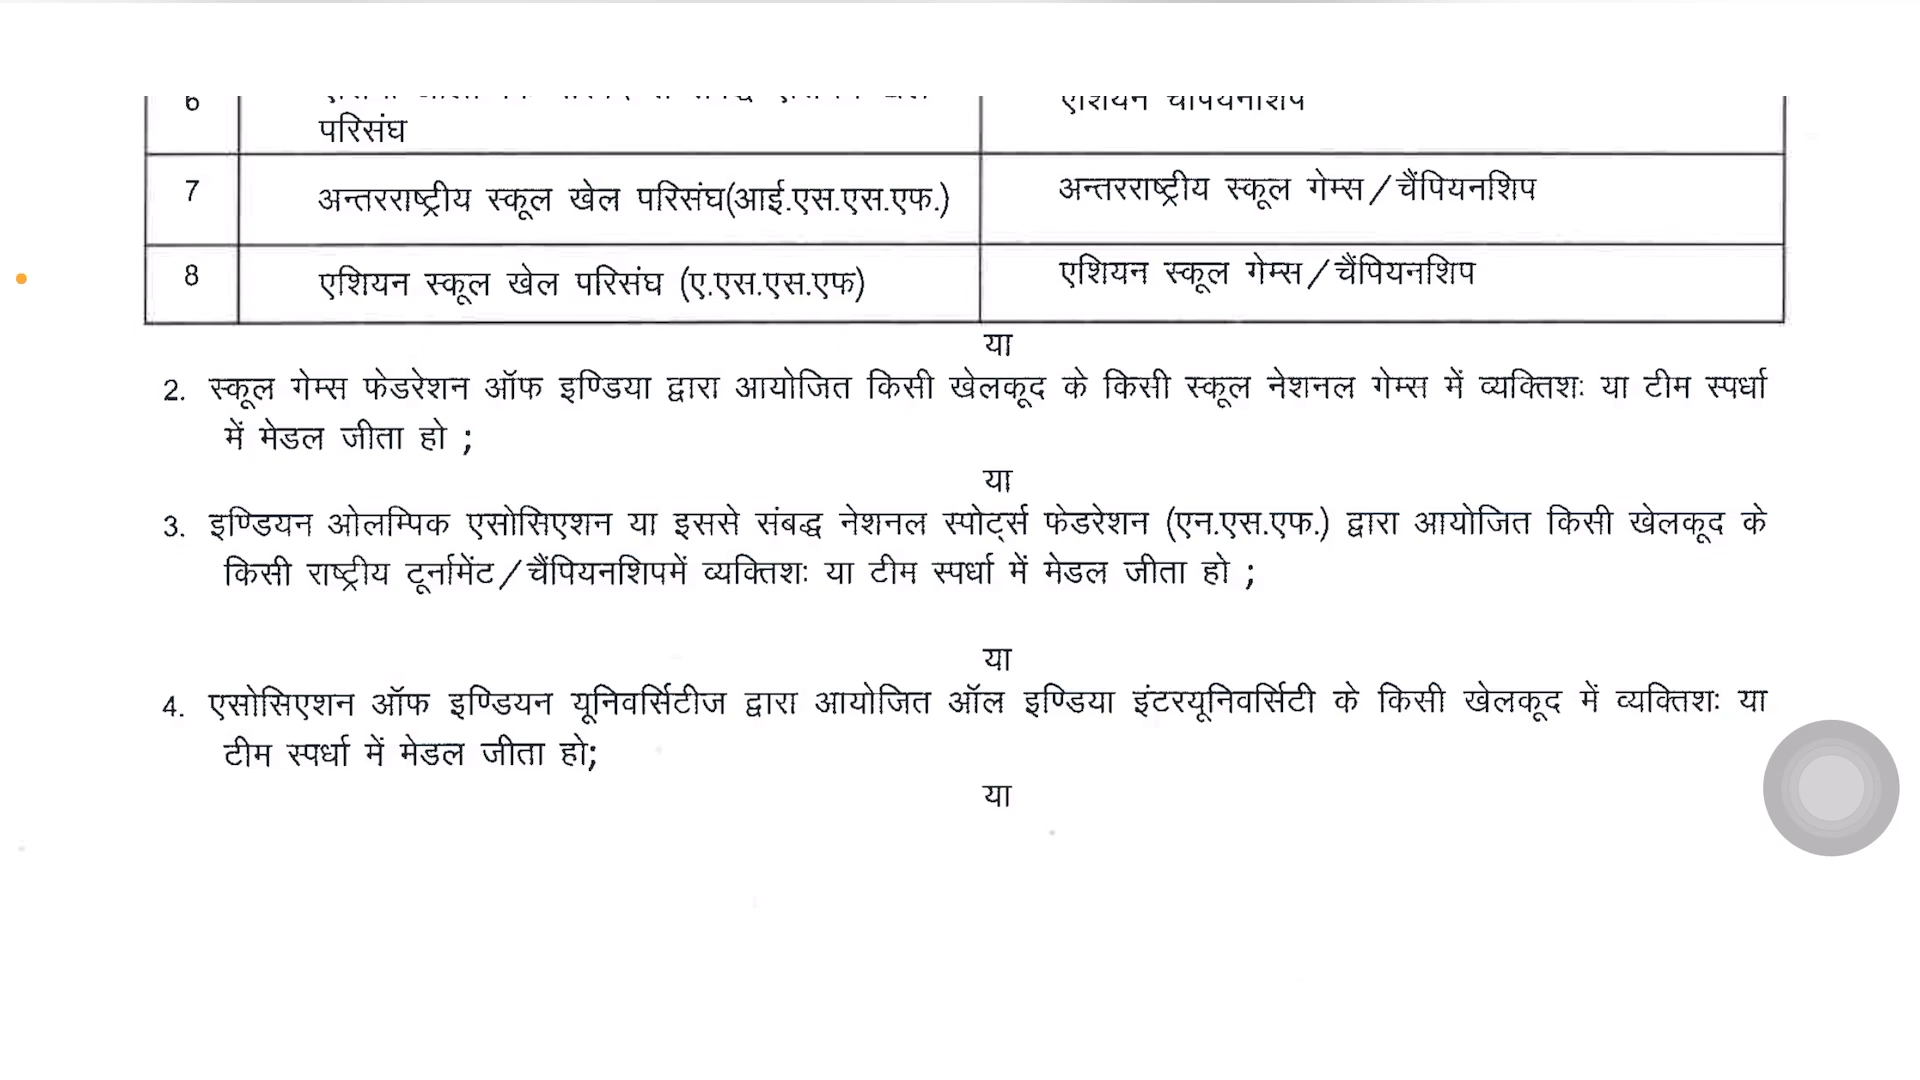 6 एशियन चैंपियनशिप
परिसंघ
7 अन्तरराष्ट्रीय स्कूल खेल परिसंघ(आई.एस.एस.एफ.) अन्तरराष्ट्रीय स्कूल गेम्स/चैंपियनशिप
8 एशियन स्कूल खेल परिसंघ (ए.एस.एस.एफ) एशियन स्कूल गेम्स/चैंपियनशिप
या
2. स्कूल गेम्स फेडरेशन ऑफ इण्डिया द्वारा आयोजित किसी खेलकूद के किसी स्कूल नेशनल गेम्स में व्यक्तिशः या टीम स्पर्धा
में मेडल जीता हो ;
या
3. इण्डियन ओलम्पिक एसोसिएशन या इससे संबद्ध नेशनल स्पोर्ट्स फेडरेशन (एन.एस.एफ.) द्वारा आयोजित किसी खेलकूद के
किसी राष्ट्रीय टूर्नामेंट/चैंपियनशिपमें व्यक्तिशः या टीम स्पर्धा में मेडल जीता हो ;
या
4. एसोसिएशन ऑफ इण्डियन यूनिवर्सिटीज द्वारा आयोजित ऑल इण्डिया इंटरयूनिवर्सिटी के किसी खेलकूद में व्यक्तिशः या
टीम स्पर्धा में मेडल जीता हो;
या